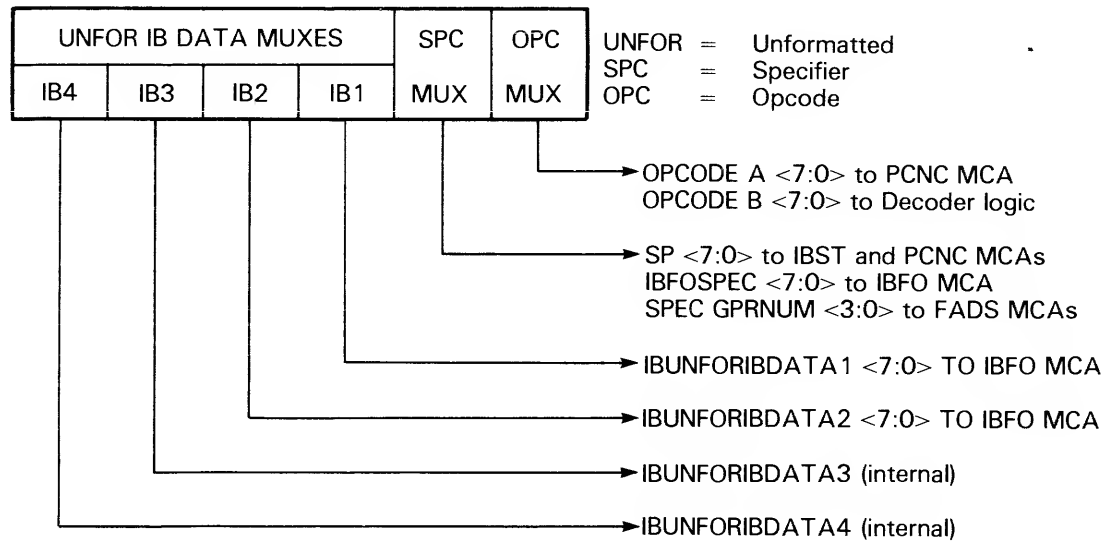 UNFOR IB DATA MUXES SPC OPC
IB4 IB3 IB2 IB1 MUX MUX
UNFOR = Unformatted
SPC = Specifier
OPC = Opcode
OPCODE A <7:0> to PCNC MCA
OPCODE B <7:0> to Decoder logic
SP <7:0> to IBST and PCNC MCAs
IBFOSPEC <7:0> to IBFO MCA
SPEC GPRNUM <3:0> to FADS MCAs
IBUNFORIBDATA1 <7:0> TO IBFO MCA
IBUNFORIBDATA2 <7:0> TO IBFO MCA
IBUNFORIBDATA3 (internal)
IBUNFORIBDATA4 (internal)